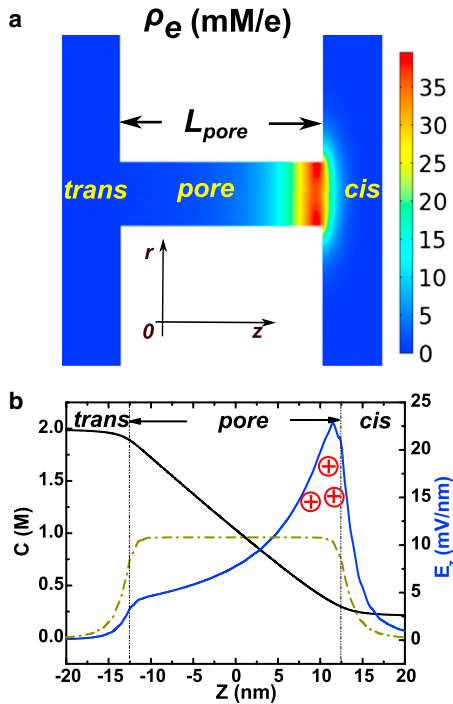 a
ρe (mM/e)
Lpore
trans pore cis
r
0 z
35
30
25
20
15
10
5
0
b
trans pore cis
2.0
1.5
1.0
0.5
0.0
C (M)
25
20
15
10
5
0
Ez (mV/nm)
-20 -15 -10 -5 0 5 10 15 20
Z (nm)